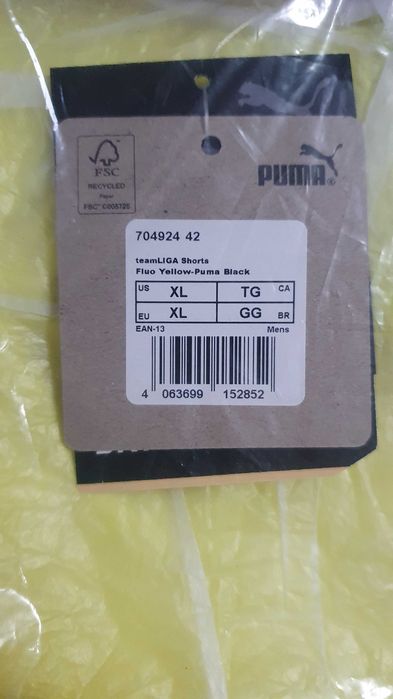 FSC
RECYCLED
Paper
PUMA®
704924 42
teamLIGA Shorts
Fluo Yellow-Puma Black
US XL TG CA
EU XL GG BR
EAN-13 Mens
4 063699 152852